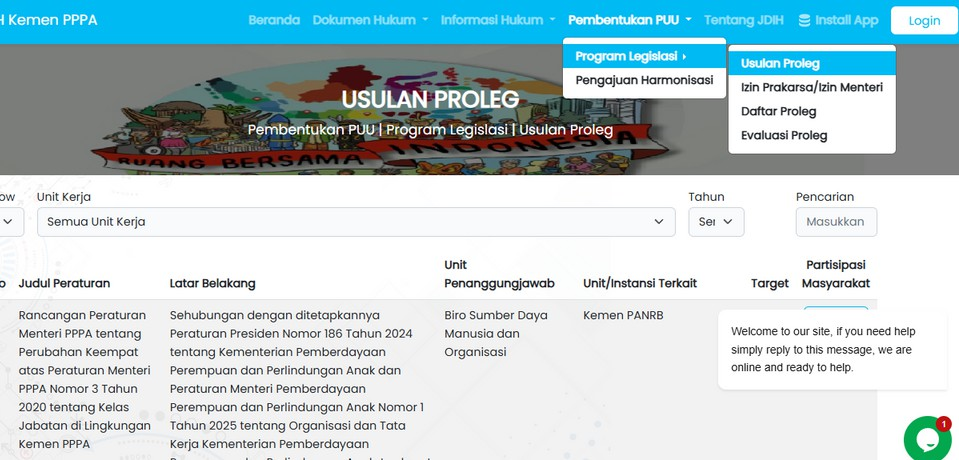 H Kemen PPPA
Beranda Dokumen Hukum Informasi Hukum Pembentukan PUU Tentang JDIH Install App Login
Program Legislasi
Pengajuan Harmonisasi
Usulan Proleg
Izin Prakarsa/Izin Menteri
Daftar Proleg
Evaluasi Proleg
USULAN PROLEG
Pembentukan PUU | Program Legislasi | Usulan Proleg
RUANG BERSAMA INDONESIA
ow Unit Kerja Tahun Pencarian
Semua Unit Kerja Ser Masukkan
o Judul Peraturan Latar Belakang Unit Penanggungjawab Unit/Instansi Terkait Target Partisipasi Masyarakat
Rancangan Peraturan
Menteri PPPA tentang
Perubahan Keempat
atas Peraturan Menteri
PPPA Nomor 3 Tahun
2020 tentang Kelas
Jabatan di Lingkungan
Kemen PPPA
Sehubungan dengan ditetapkannya
Peraturan Presiden Nomor 186 Tahun 2024
tentang Kementerian Pemberdayaan
Perempuan dan Perlindungan Anak dan
Peraturan Menteri Pemberdayaan
Perempuan dan Perlindungan Anak Nomor 1
Tahun 2025 tentang Organisasi dan Tata
Kerja Kementerian Pemberdayaan
Biro Sumber Daya
Manusia dan
Organisasi
Kemen PANRB
Welcome to our site, if you need help
simply reply to this message, we are
online and ready to help.
1